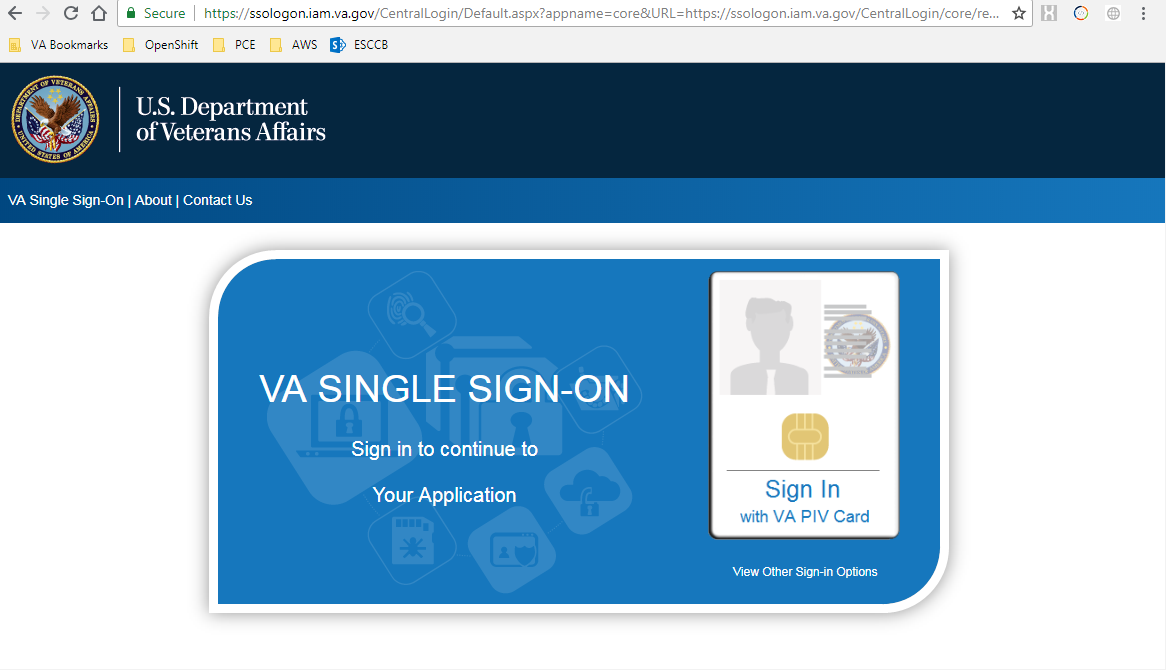 Secure https://ssologon.iam.va.gov/CentralLogin/Default.aspx?appname=core&URL=https://ssologon.iam.va.gov/CentralLogin/core/re...
VA Bookmarks OpenShift PCE AWS ESCCB
U.S. Department
of Veterans Affairs
VA Single Sign-On | About | Contact Us
VA SINGLE SIGN-ON
Sign in to continue to
Your Application
Sign In
with VA PIV Card
View Other Sign-in Options
DEPARTMENT OF VETERANS AFFAIRS
UNITED STATES OF AMERICA